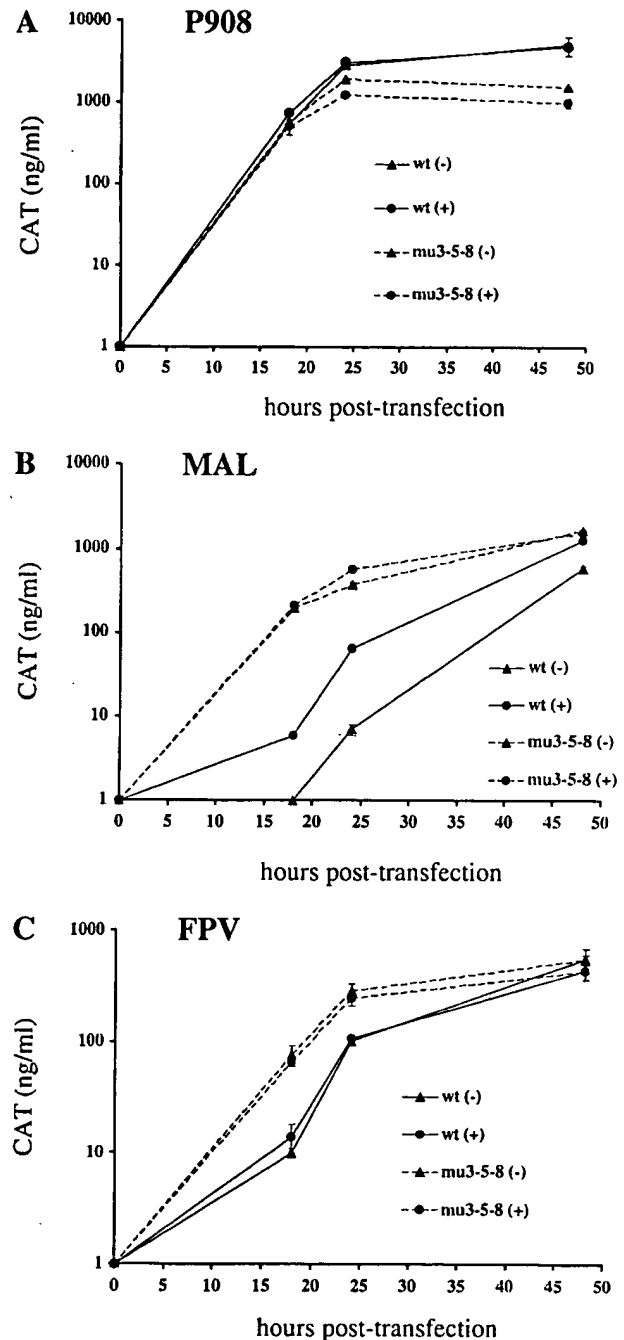 A P908
10000
1000
100
10
1
CAT (ng/ml)
wt (-)
wt (+)
mu3-5-8 (-)
mu3-5-8 (+)
0 5 10 15 20 25 30 35 40 45 50
hours post-transfection
B MAL
10000
1000
100
10
1
CAT (ng/ml)
wt (-)
wt (+)
mu3-5-8 (-)
mu3-5-8 (+)
0 5 10 15 20 25 30 35 40 45 50
hours post-transfection
C FPV
1000
100
10
1
CAT (ng/ml)
wt (-)
wt (+)
mu3-5-8 (-)
mu3-5-8 (+)
0 5 10 15 20 25 30 35 40 45 50
hours post-transfection